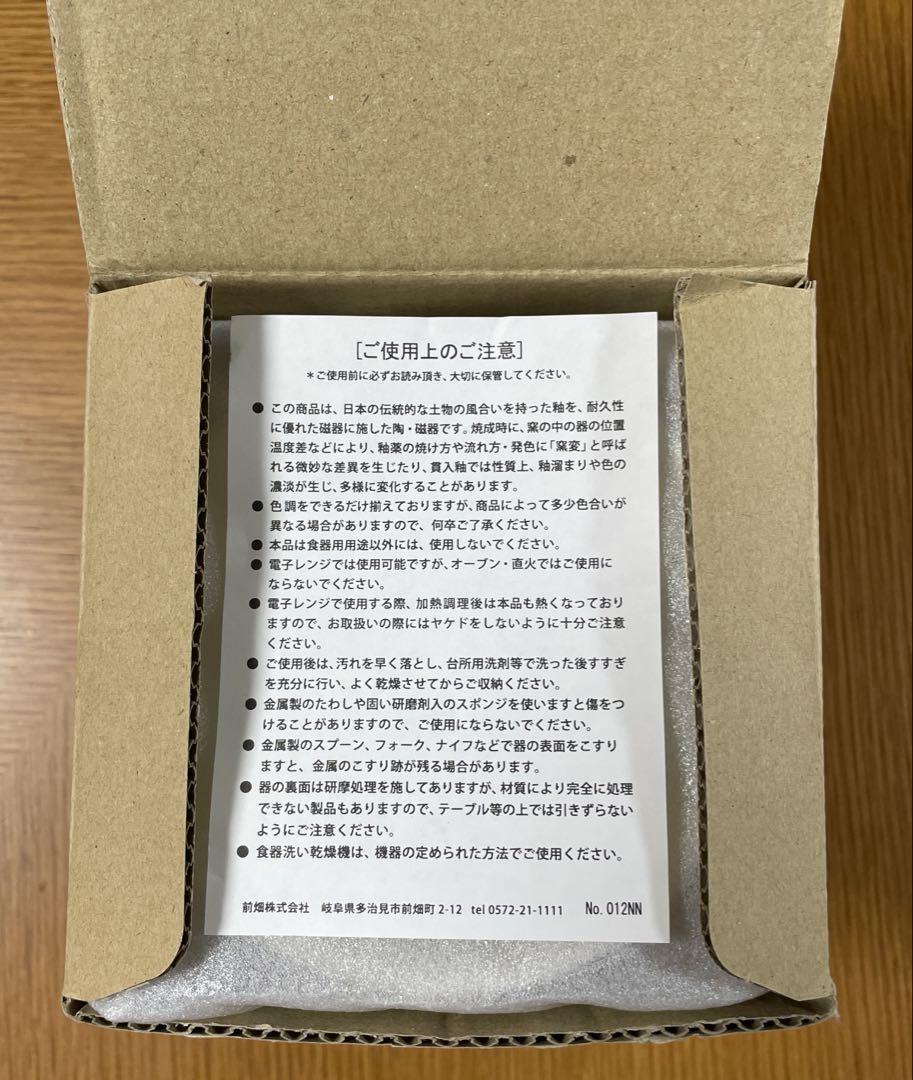 ［ご使用上のご注意］
＊ご使用前に必ずお読み頂き、大切に保管してください。
● この商品は、日本の伝統的な土物の風合いを持った釉を、耐久性
に優れた磁器に施した陶・磁器です。焼成時に、窯の中の器の位置
温度差などにより、釉薬の焼け方や流れ方・発色に「窯変」と呼ば
れる微妙な差異を生じたり、貫入釉では性質上、釉溜まりや色の
濃淡が生じ、多様に変化することがあります。
● 色調をできるだけ揃えておりますが、商品によって多少色合いが
異なる場合がありますので、何卒ご了承ください。
● 本品は食器用用途以外には、使用しないでください。
● 電子レンジでは使用可能ですが、オーブン・直火ではご使用に
ならないでください。
● 電子レンジで使用する際、加熱調理後は本品も熱くなっており
ますので、お取扱いの際にはヤケドをしないように十分ご注意
ください。
● ご使用後は、汚れを早く落とし、台所用洗剤等で洗った後すすぎ
を充分に行い、よく乾燥させてからご収納ください。
● 金属製のたわしや固い研磨剤入のスポンジを使いますと傷をつ
けることがありますので、ご使用にならないでください。
● 金属製のスプーン、フォーク、ナイフなどで器の表面をこすり
ますと、金属のこすり跡が残る場合があります。
● 器の裏面は研摩処理を施してありますが、材質により完全に処理
できない製品もありますので、テーブル等の上では引きずらない
ようにご注意ください。
● 食器洗い乾燥機は、機器の定められた方法でご使用ください。
前畑株式会社 岐阜県多治見市前畑町 2-12 tel 0572-21-1111 No. 012NN